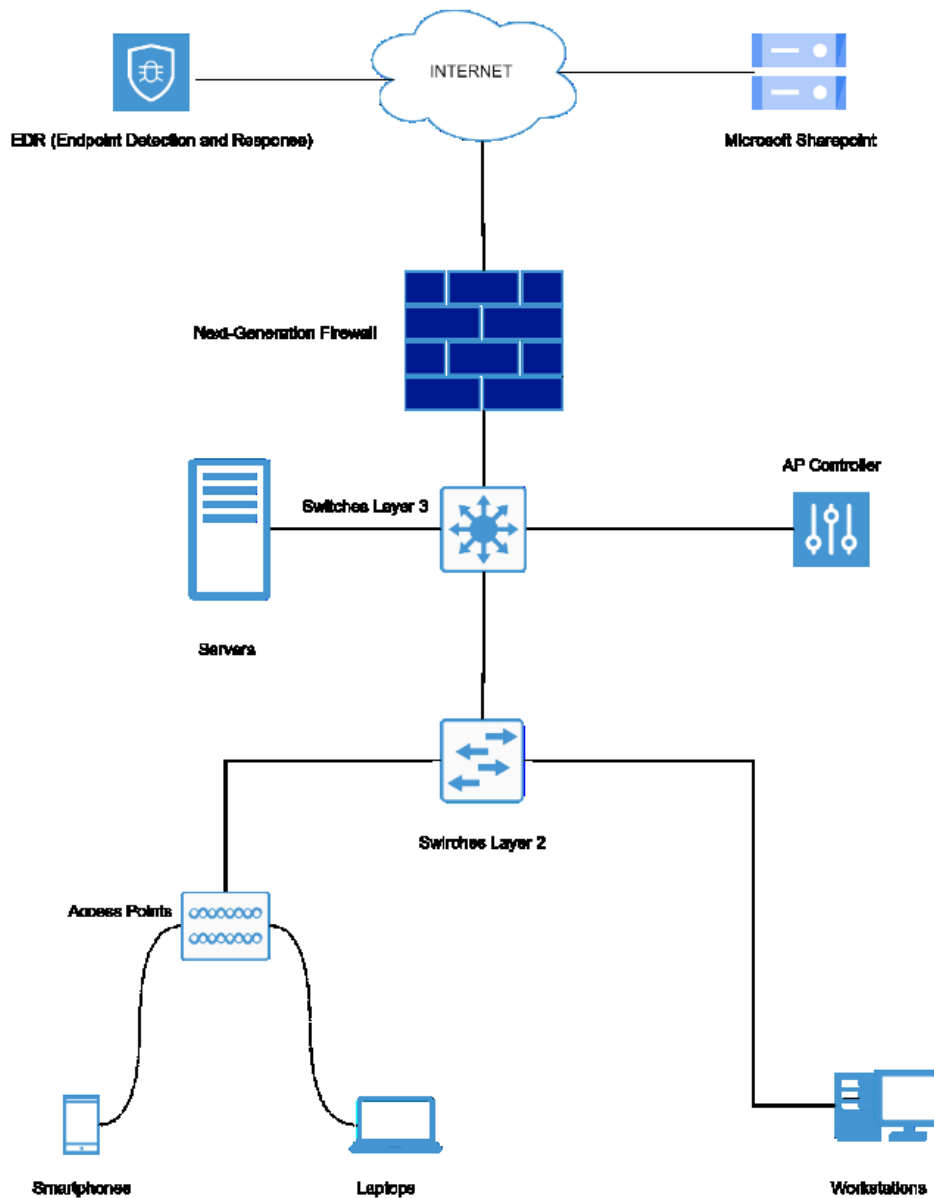 INTERNET
EDR (Endpoint Detection and Response)
Microsoft Sharepoint
Next-Generation Firewall
AP Controller
Switches Layer 3
Servers
Swirches Layer 2
Access Points
Smartphones
Laptops
Workstations